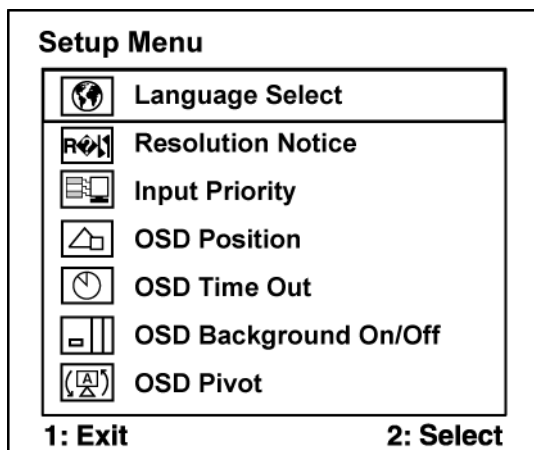 Setup Menu
Language Select
Resolution Notice
Input Priority
OSD Position
OSD Time Out
OSD Background On/Off
OSD Pivot
1: Exit 2: Select